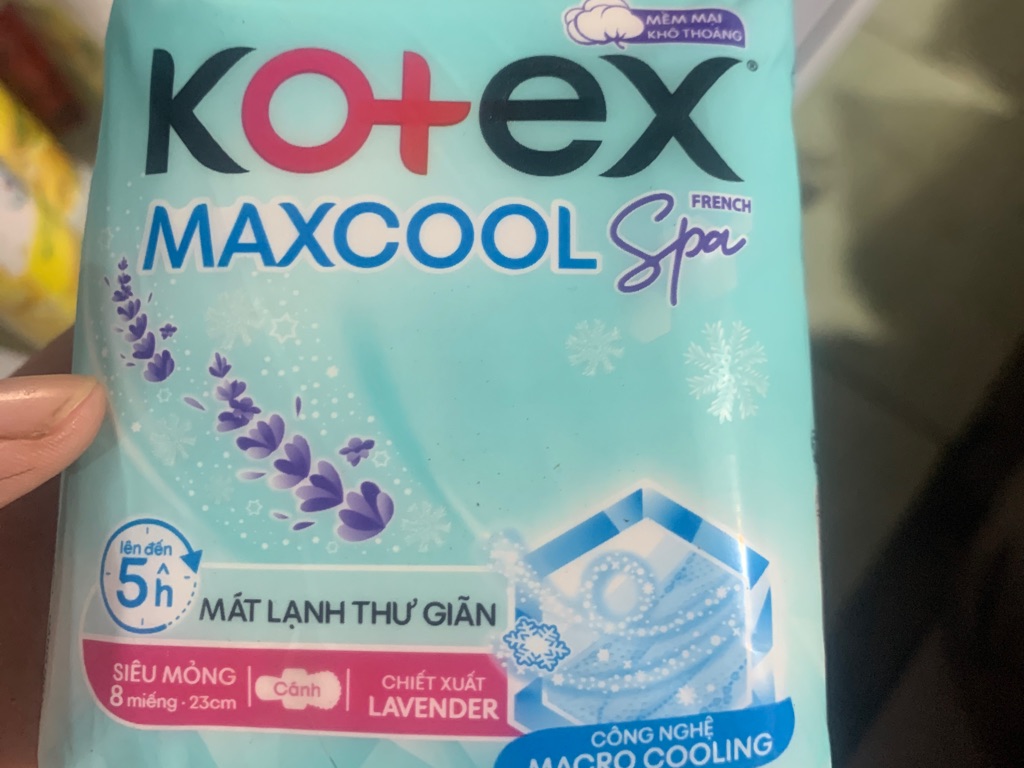 MỀM MẠI
KHÔ THOÁNG
Kotex®
MAXCOOL
FRENCH
Spa
lên đến
5h
MÁT LẠNH THƯ GIÃN
SIÊU MỎNG
8 miếng · 23cm
Cánh
CHIẾT XUẤT
LAVENDER
CÔNG NGHỆ
MACRO COOLING